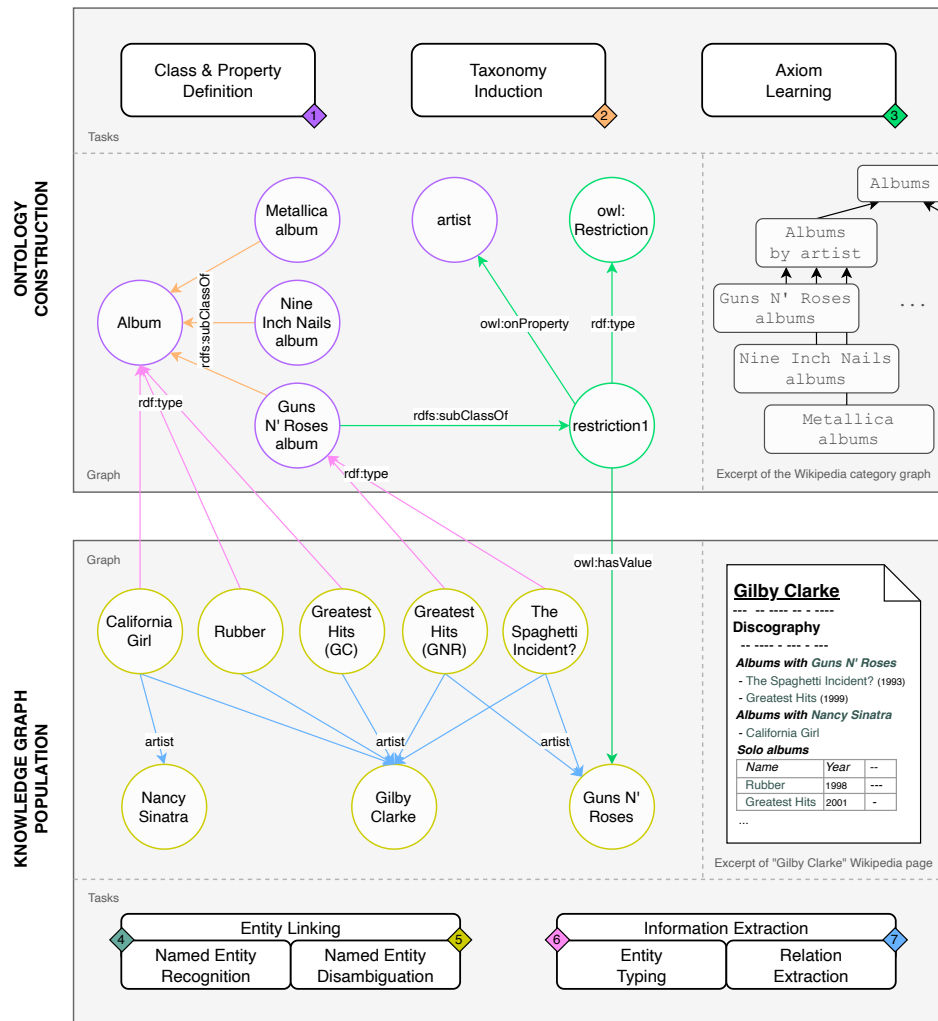 ONTOLOGY
CONSTRUCTION
Class & Property
Definition
1
Taxonomy
Induction
2
Axiom
Learning
3
Tasks
Metallica
album
artist
owl:
Restriction
Album
Nine
Inch Nails
album
rdfs:subClassOf
owl:onProperty
rdf:type
rdf:type
Guns
N' Roses
album
rdfs:subClassOf
restriction1
rdf:type
Graph
Albums
Albums
by artist
Guns N' Roses
albums
...
Nine Inch Nails
albums
Metallica
albums
Excerpt of the Wikipedia category graph
KNOWLEDGE GRAPH
POPULATION
Graph
owl:hasValue
California
Girl
Rubber
Greatest
Hits
(GC)
Greatest
Hits
(GNR)
The
Spaghetti
Incident?
artist
artist
artist
Nancy
Sinatra
Gilby
Clarke
Guns N'
Roses
Gilby Clarke
--- -- ---- -- - ----
Discography
-- ---- - --- - ---
Albums with Guns N' Roses
- The Spaghetti Incident? (1993)
- Greatest Hits (1999)
Albums with Nancy Sinatra
- California Girl
Solo albums
Name Year --
Rubber 1998 ---
Greatest Hits 2001 -
...
Excerpt of "Gilby Clarke" Wikipedia page
Tasks
Entity Linking
4
5
Named Entity
Recognition
Named Entity
Disambiguation
Information Extraction
6
7
Entity
Typing
Relation
Extraction